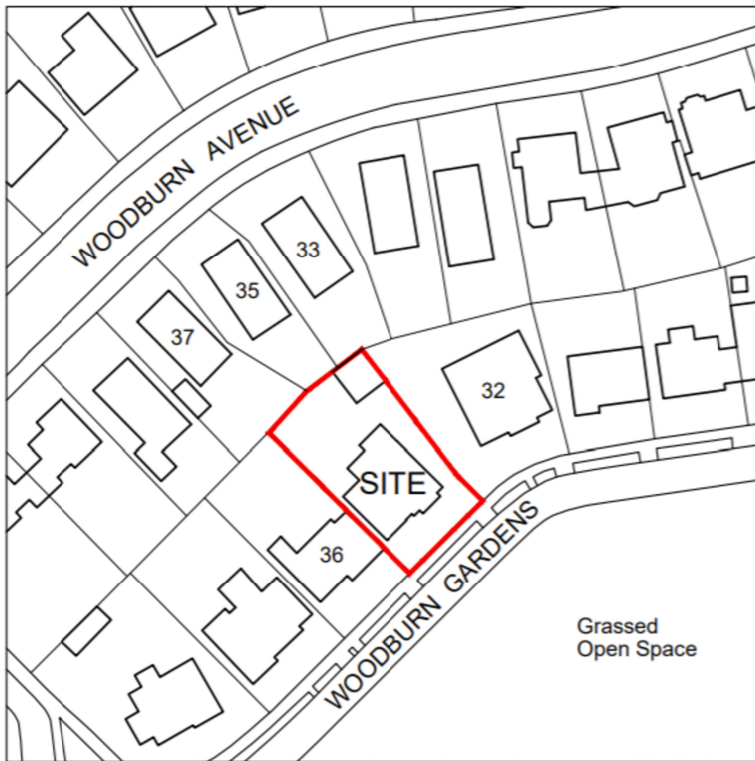 WOODBURN AVENUE
33
35
37
32
SITE
36
WOODBURN GARDENS
Grassed
Open Space